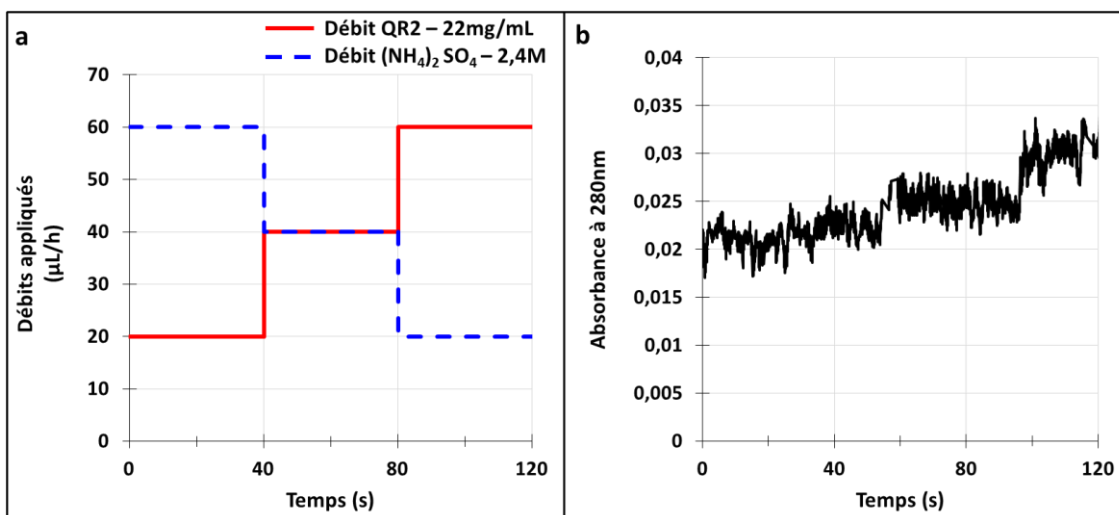 a
Débit QR2 – 22mg/mL
Débit (NH₄)₂ SO₄ – 2,4M
Débits appliqués
(µL/h)
70
60
50
40
30
20
10
0
0
40
80
120
Temps (s)
b
Absorbance à 280nm
0,04
0,035
0,03
0,025
0,02
0,015
0,01
0,005
0
0
40
80
120
Temps (s)